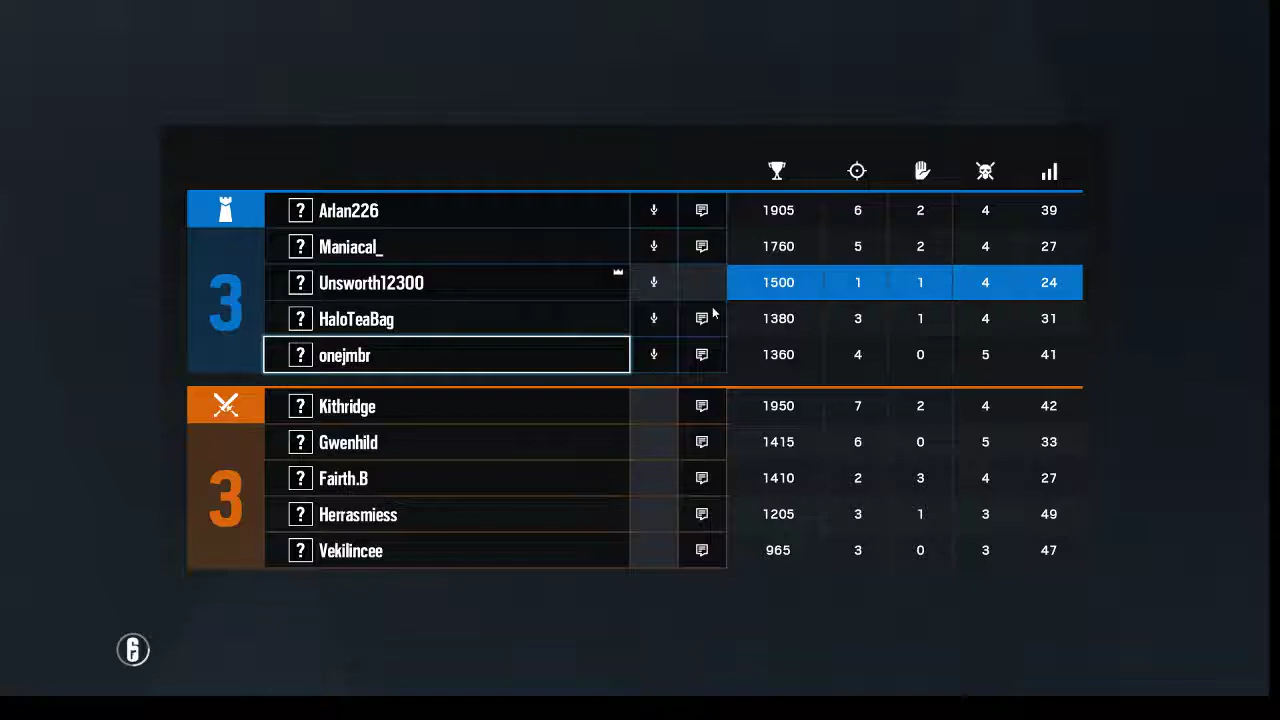 ? Arlan226 1905 6 2 4 39
? Maniacal_ 1760 5 2 4 27
3
? Unsworth12300 1500 1 1 4 24
? HaloTeaBag 1380 3 1 4 31
? onejmbr 1360 4 0 5 41
? Kithridge 1950 7 2 4 42
? Gwenhild 1415 6 0 5 33
3
? Fairth.B 1410 2 3 4 27
? Herrasmiess 1205 3 1 3 49
? Vekilincee 965 3 0 3 47
6